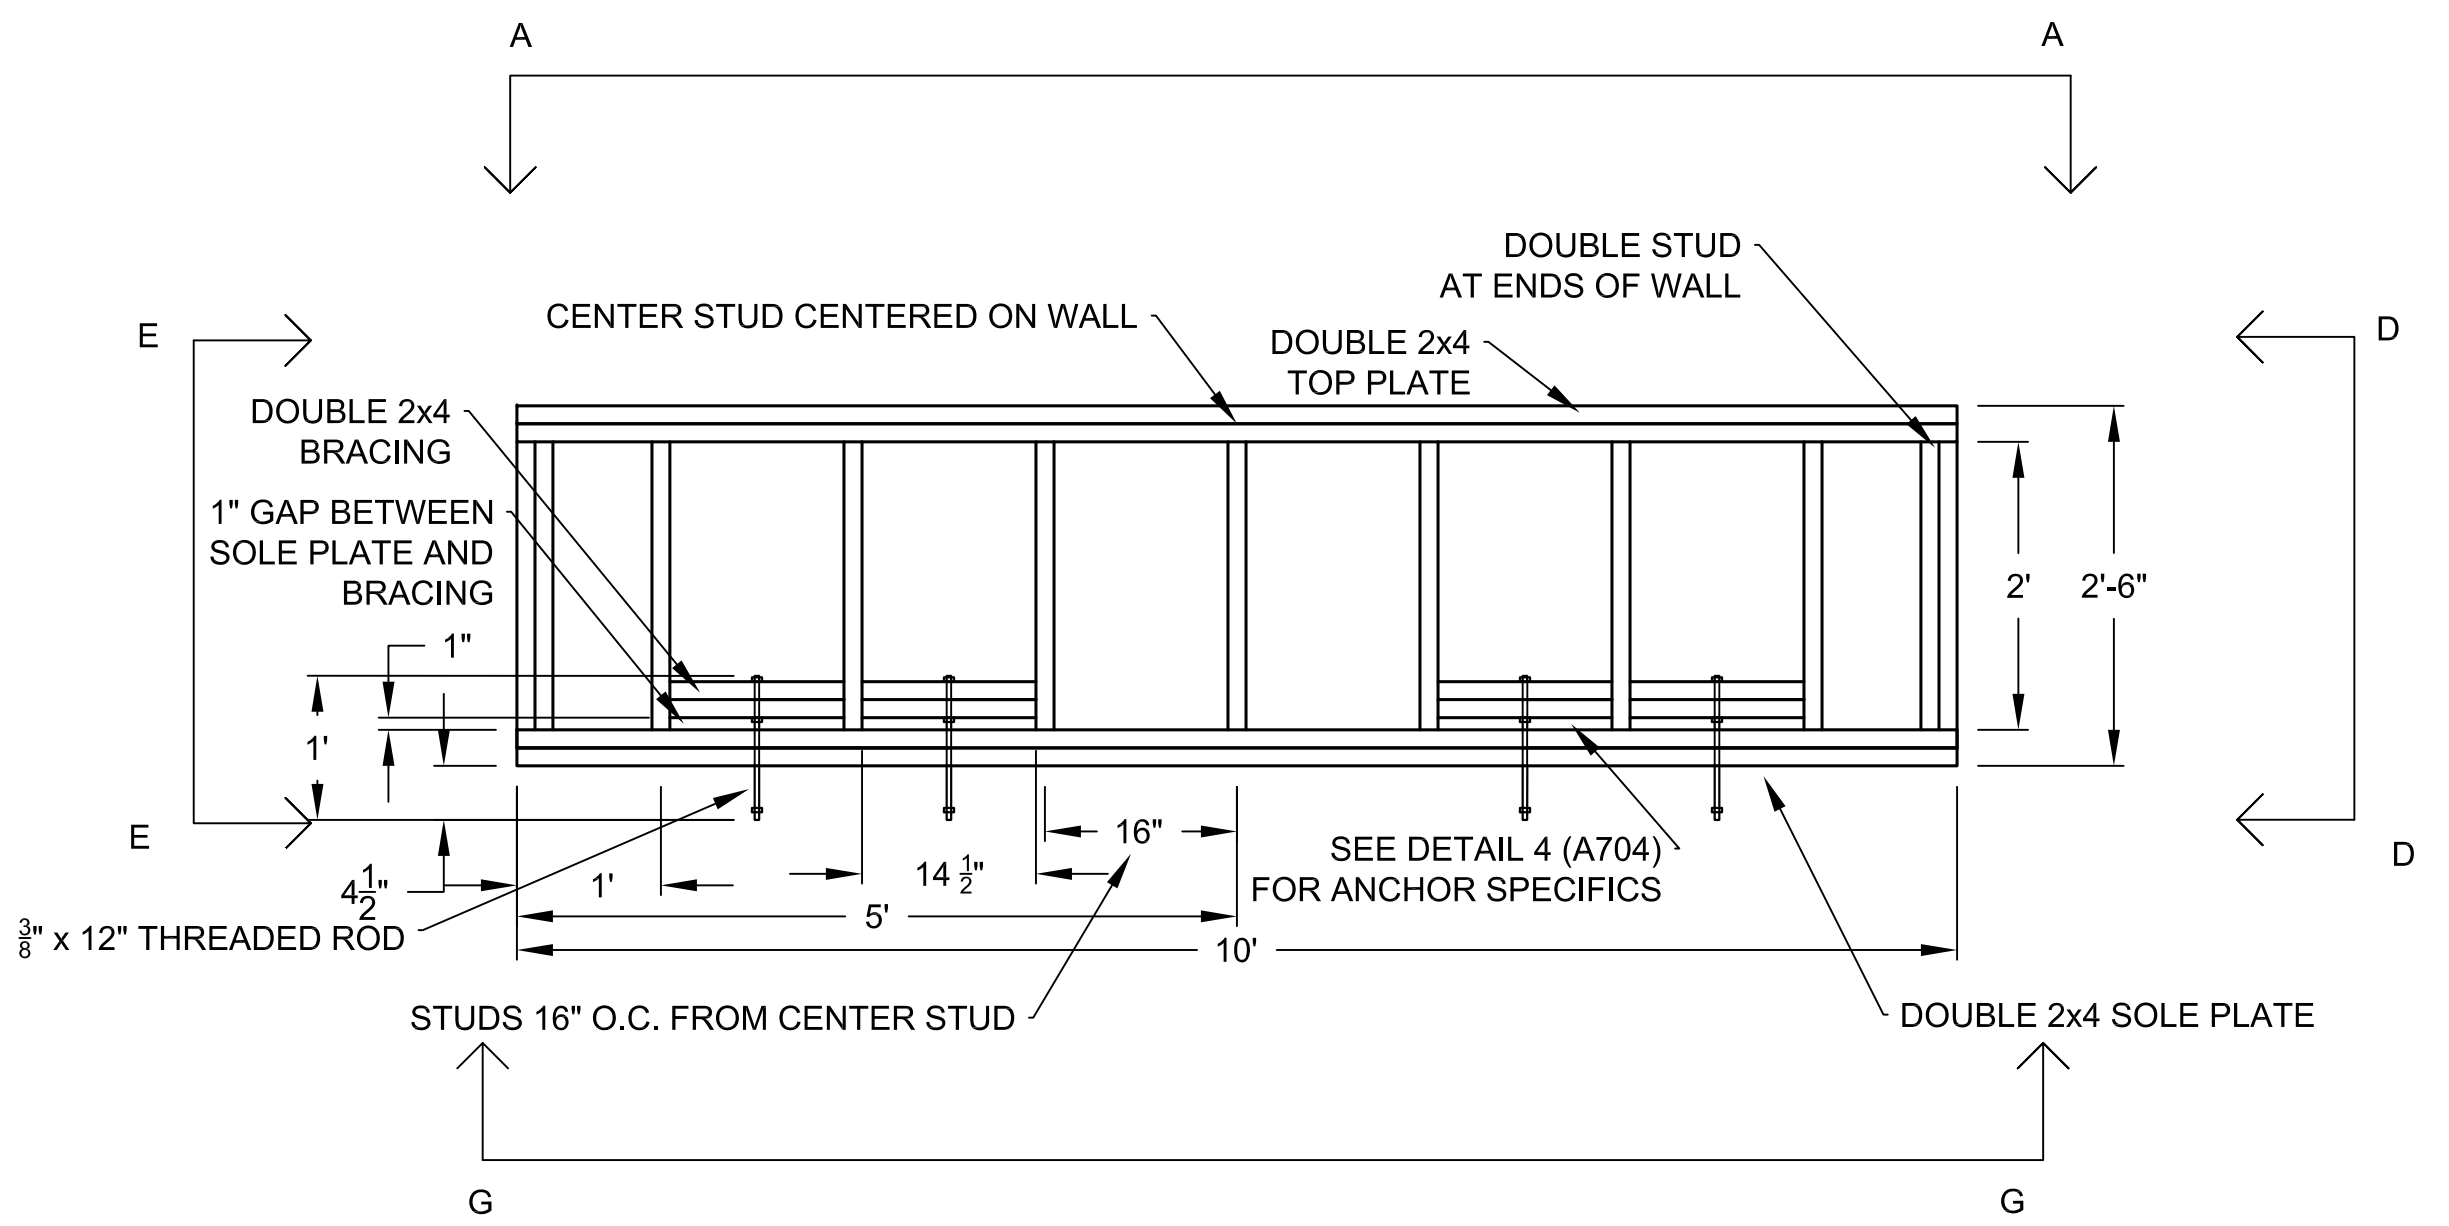 A
A
DOUBLE STUD
AT ENDS OF WALL
CENTER STUD CENTERED ON WALL
E
D
DOUBLE 2x4
TOP PLATE
DOUBLE 2x4
BRACING
1" GAP BETWEEN
SOLE PLATE AND
BRACING
2'
2'-6"
1"
1'
E
16"
SEE DETAIL 4 (A704)
FOR ANCHOR SPECIFICS
D
4 1/2"
1'
14 1/2"
5'
3/8" x 12" THREADED ROD
10'
STUDS 16" O.C. FROM CENTER STUD
DOUBLE 2x4 SOLE PLATE
G
G